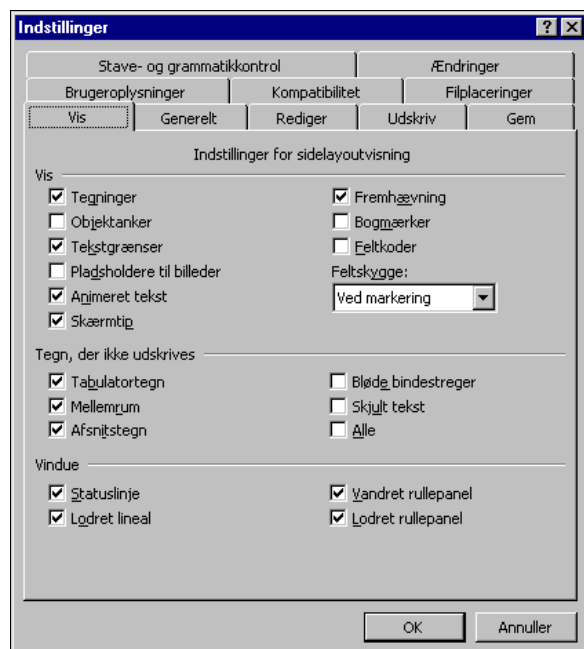 Indstillinger
Stave- og grammatikkontrol Ændringer
Brugeroplysninger Kompatibilitet Filplaceringer
Vis Generelt Rediger Udskriv Gem
Indstillinger for sidelayoutvisning
Vis
Tegninger Fremhævning
Objektanker Bogmærker
Tekstgrænser Feltkoder
Pladsholdere til billeder Feltskygge:
Animeret tekst Ved markering
Skærmtip
Tegn, der ikke udskrives
Tabulatortegn Bløde bindestreger
Mellemrum Skjult tekst
Afsnitstegn Alle
Vindue
Statuslinje Vandret rullepanel
Lodret lineal Lodret rullepanel
OK Annuller